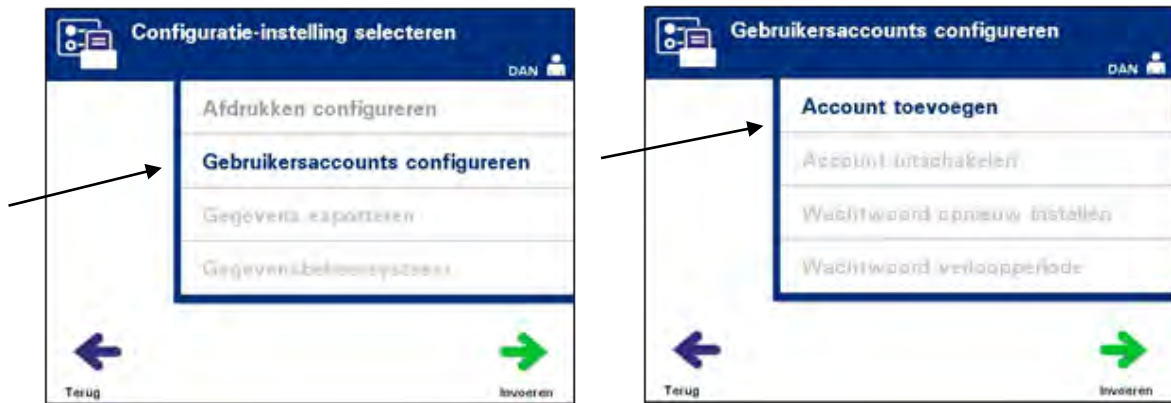 Configuratie-instelling selecteren
DAN
Afdrukken configureren
Gebruikersaccounts configureren
Gegevens exporteren
Gegevensbeheersysteem
Terug
Invoeren
Gebruikersaccounts configureren
DAN
Account toevoegen
Account uitschakelen
Wachtwoord opnieuw instellen
Wachtwoord verloopperiode
Terug
Invoeren